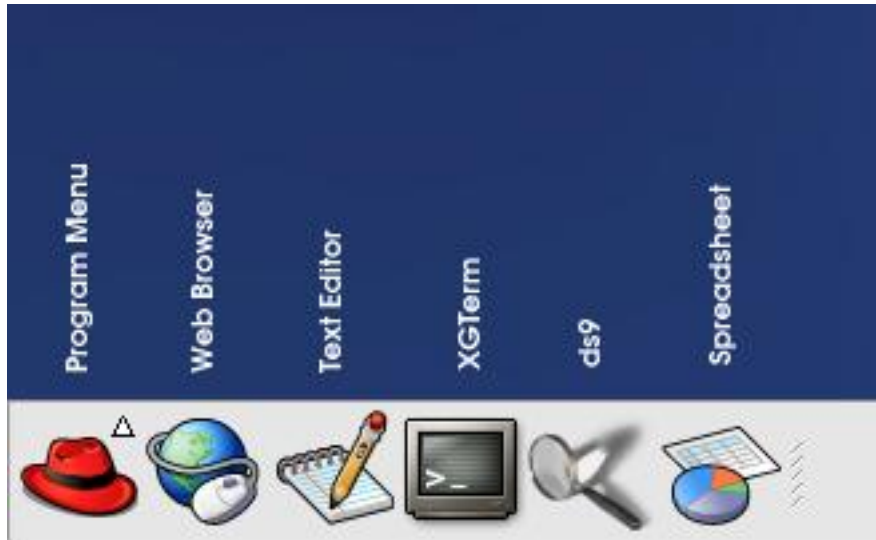 Program Menu
Web Browser
Text Editor
XGTerm
ds9
Spreadsheet
>_